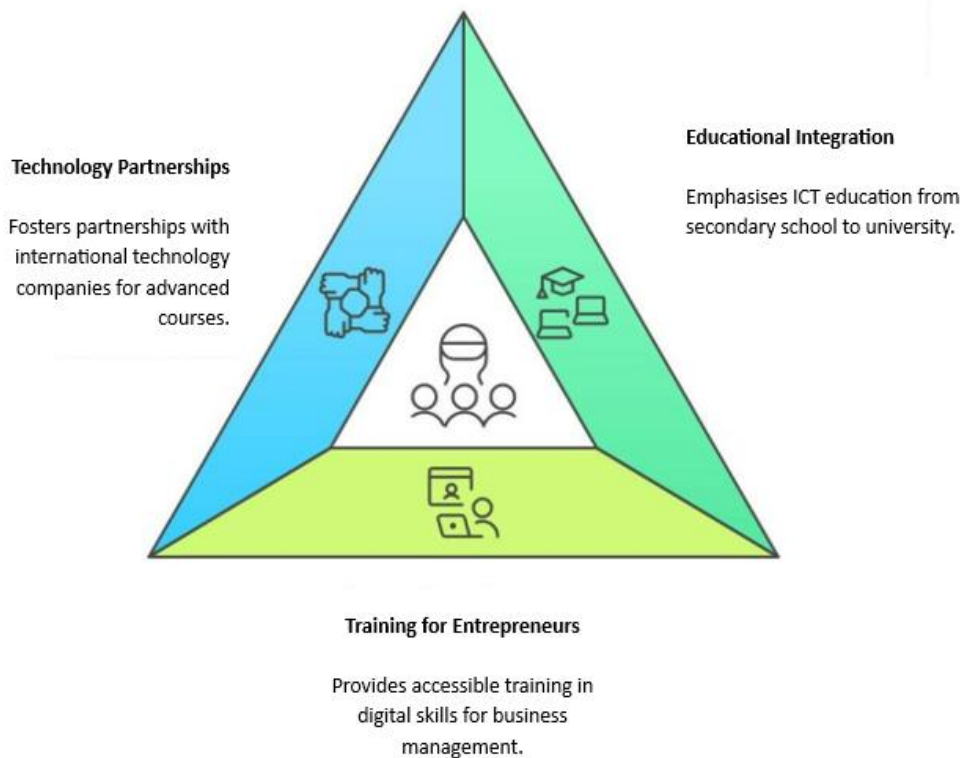 Technology Partnerships
Fosters partnerships with
international technology
companies for advanced
courses.
Educational Integration
Emphasises ICT education from
secondary school to university.
Training for Entrepreneurs
Provides accessible training in
digital skills for business
management.